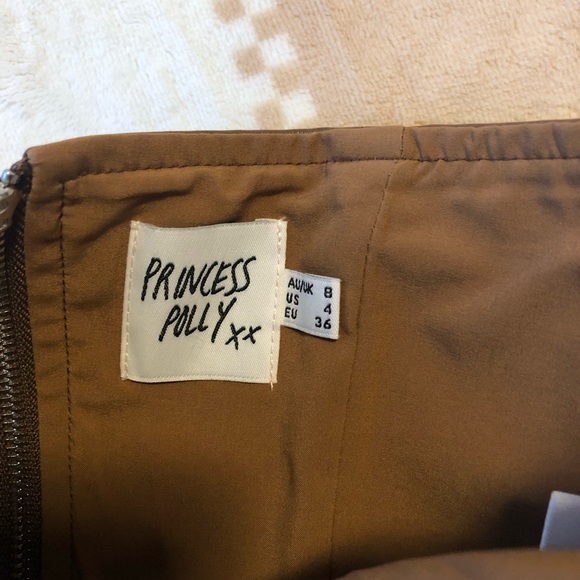 PRINCESS
POLLY xx
AU/UK 8
US 4
EU 36